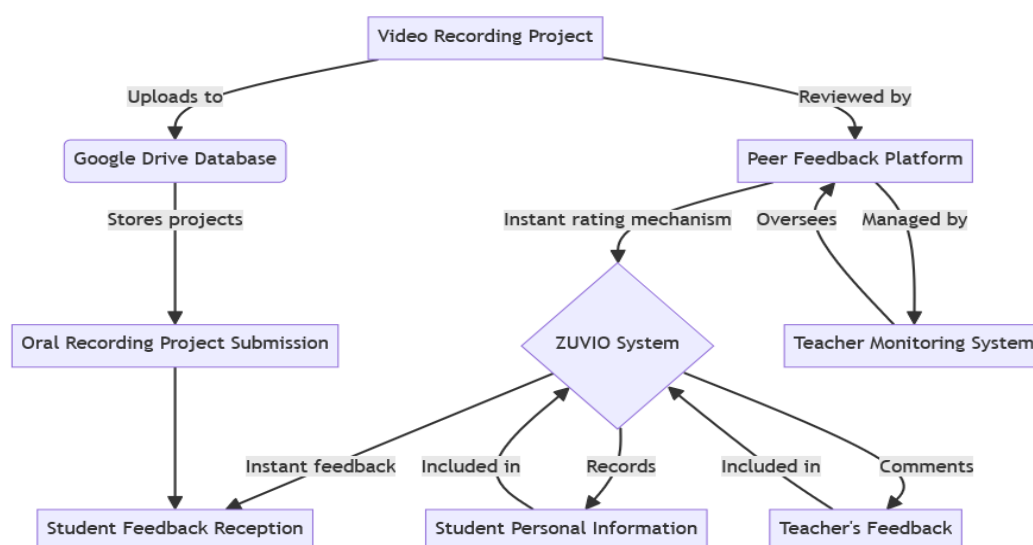 Video Recording Project
Uploads to
Reviewed by
Google Drive Database
Peer Feedback Platform
Stores projects
Instant rating mechanism
Oversees
Managed by
Oral Recording Project Submission
ZUVIO System
Teacher Monitoring System
Instant feedback
Included in
Records
Included in
Comments
Student Feedback Reception
Student Personal Information
Teacher's Feedback